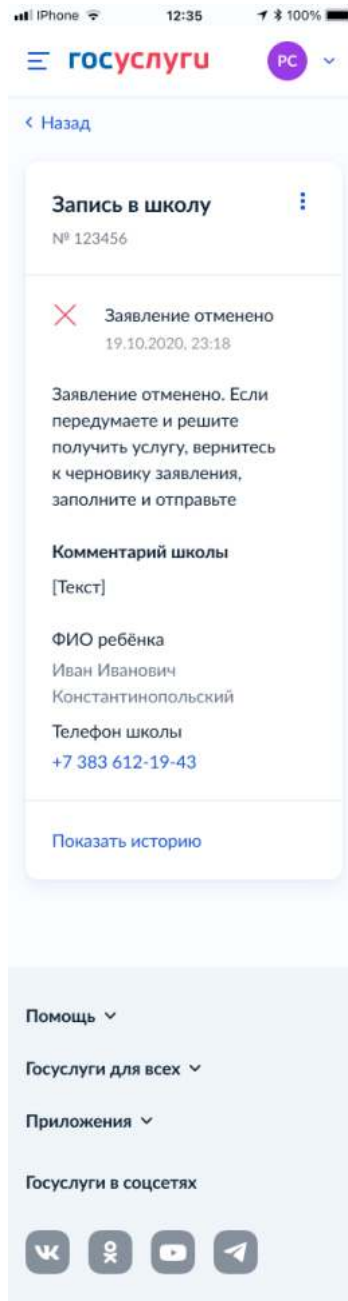 iPhone 12:35 100%
госуслуги РС
Назад
Запись в школу
№ 123456
Заявление отменено
19.10.2020, 23:18
Заявление отменено. Если
передумаете и решите
получить услугу, вернитесь
к черновику заявления,
заполните и отправьте
Комментарий школы
[Текст]
ФИО ребёнка
Иван Иванович
Константинопольский
Телефон школы
+7 383 612-19-43
Показать историю
Помощь
Госуслуги для всех
Приложения
Госуслуги в соцсетях